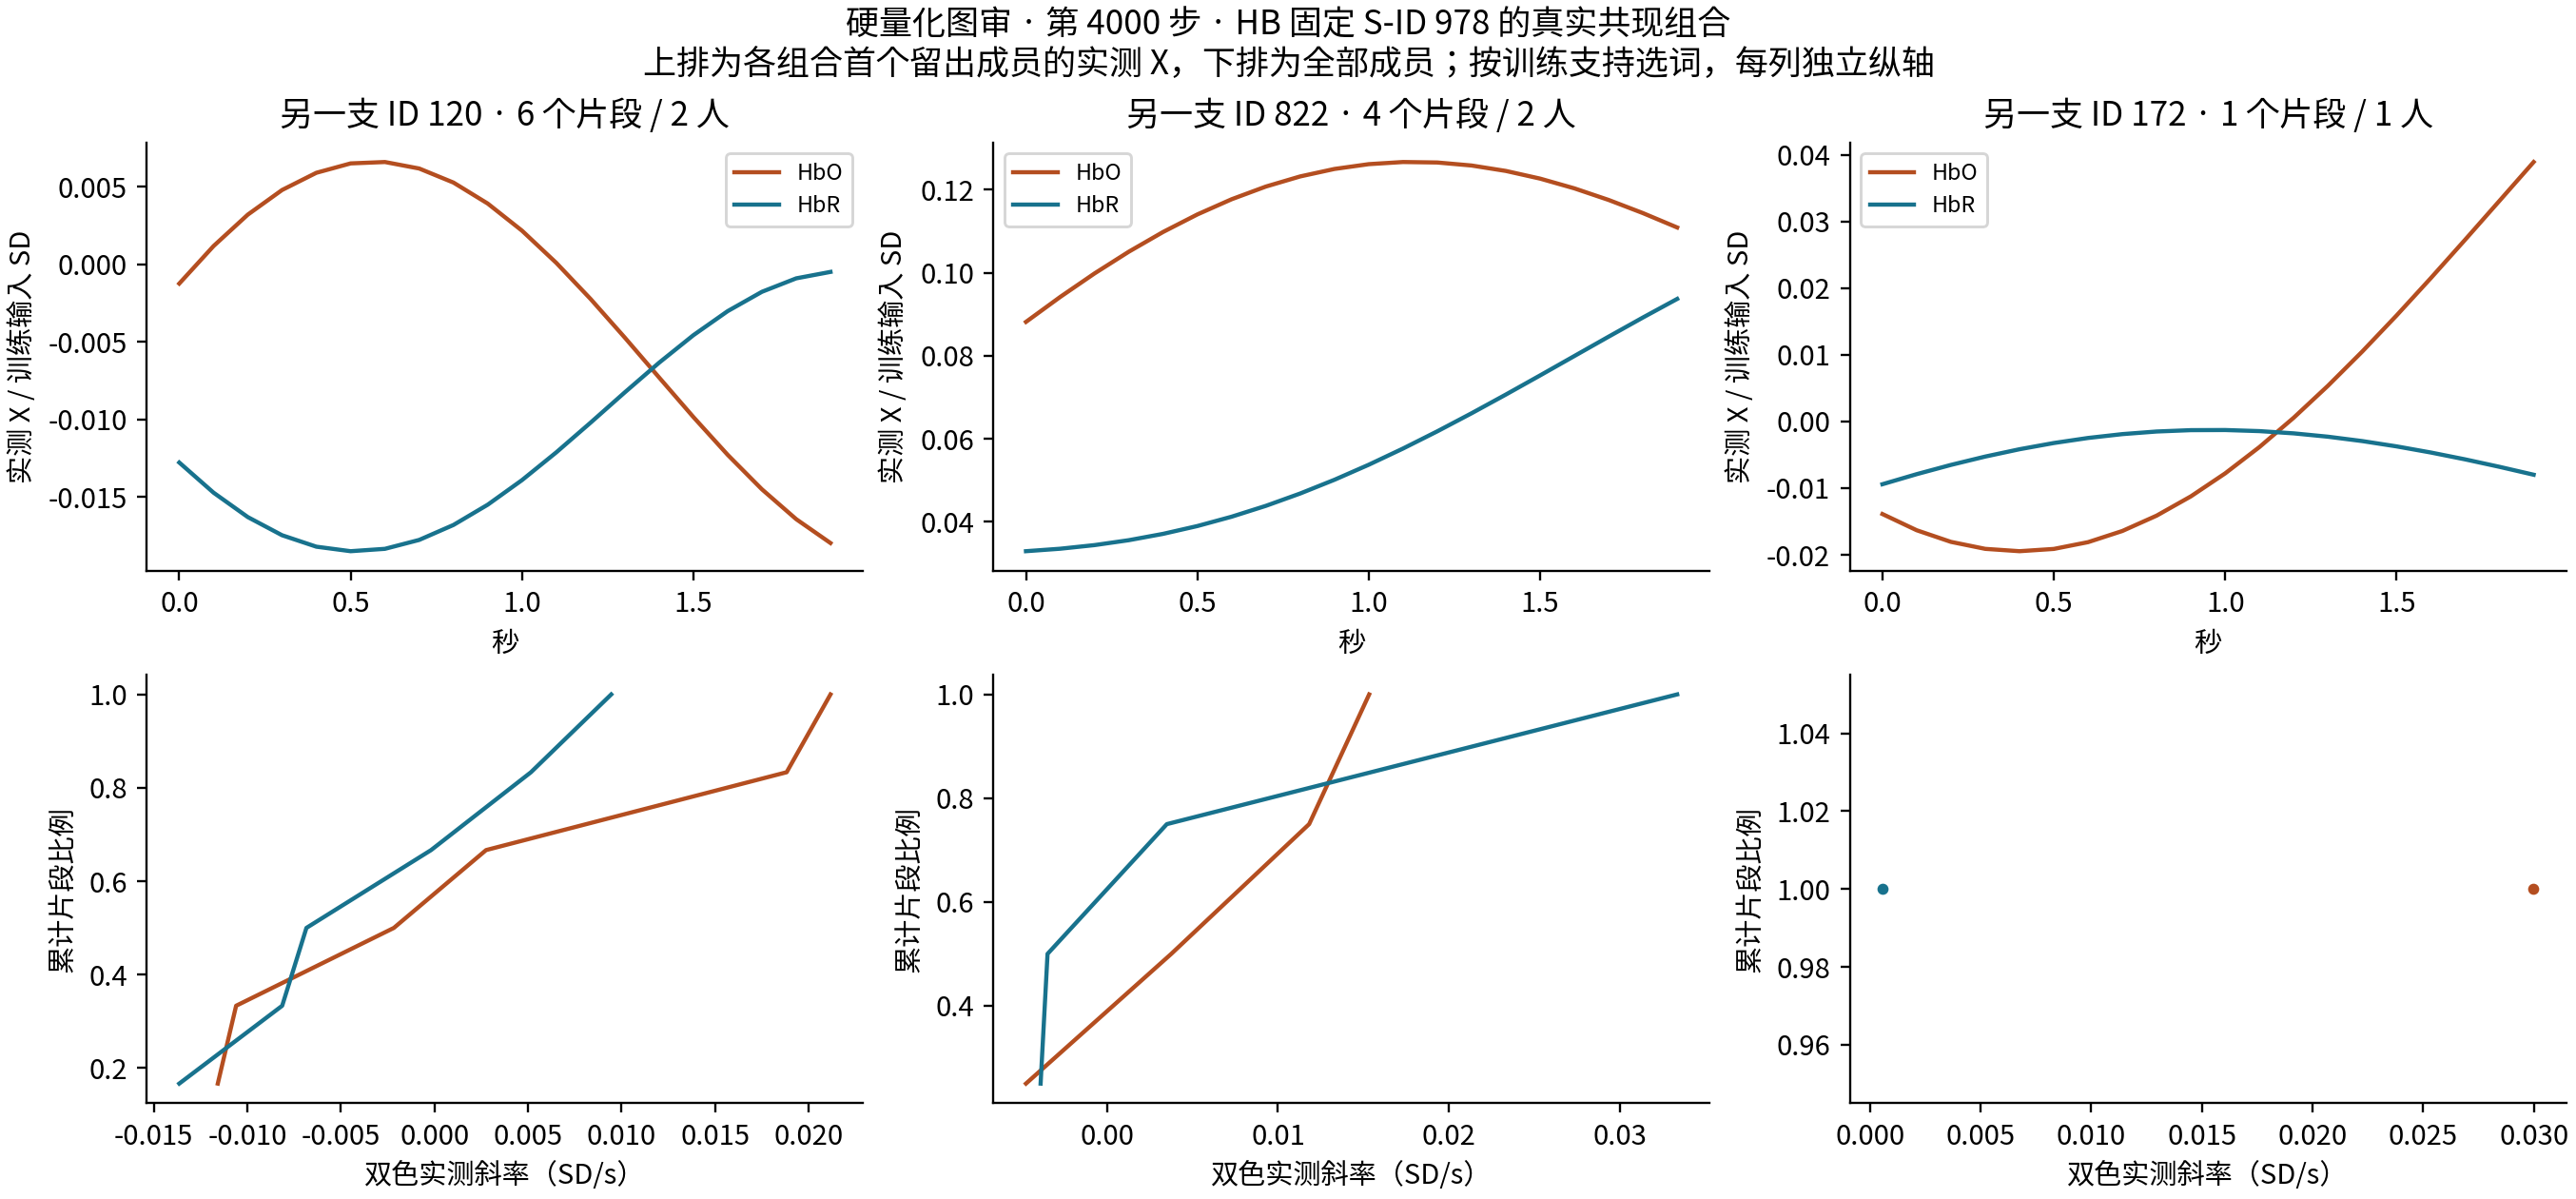 硬量化图审 · 第 4000 步 · HB 固定 S-ID 978 的真实共现组合
上排为各组合首个留出成员的实测 X，下排为全部成员；按训练支持选词，每列独立纵轴
另一支 ID 120 · 6 个片段 / 2 人
实测 X / 训练输入 SD
0.005
0.000
-0.005
-0.010
-0.015
HbO
HbR
0.0 0.5 1.0 1.5
秒
另一支 ID 822 · 4 个片段 / 2 人
实测 X / 训练输入 SD
0.12
0.10
0.08
0.06
0.04
HbO
HbR
0.0 0.5 1.0 1.5
秒
另一支 ID 172 · 1 个片段 / 1 人
实测 X / 训练输入 SD
0.04
0.03
0.02
0.01
0.00
-0.01
-0.02
HbO
HbR
0.0 0.5 1.0 1.5
秒
累计片段比例
1.0
0.8
0.6
0.4
0.2
-0.015 -0.010 -0.005 0.000 0.005 0.010 0.015 0.020
双色实测斜率（SD/s）
累计片段比例
1.0
0.8
0.6
0.4
0.00 0.01 0.02 0.03
双色实测斜率（SD/s）
累计片段比例
1.04
1.02
1.00
0.98
0.96
0.000 0.005 0.010 0.015 0.020 0.025 0.030
双色实测斜率（SD/s）